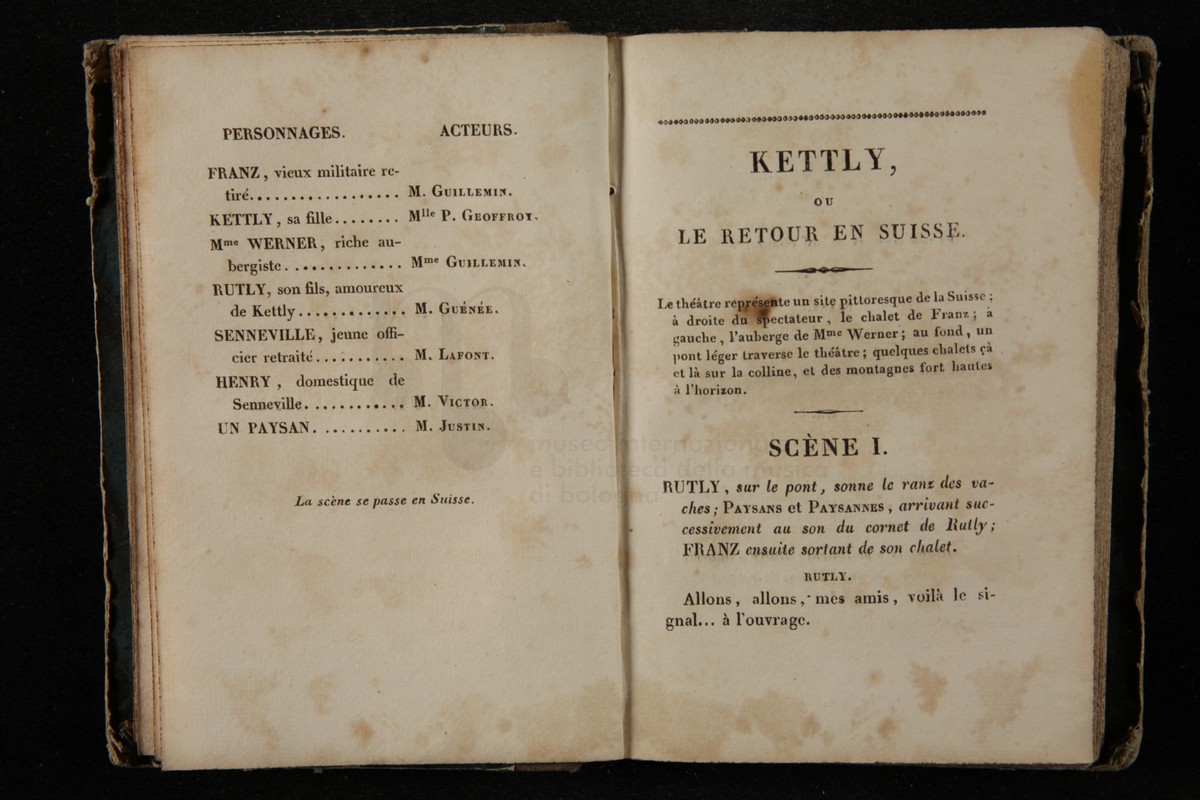 PERSONNAGES. ACTEURS.
FRANZ, vieux militaire re-
tiré.................. M. GUILLEMIN.
KETTLY, sa fille........ Mlle P. GEOFFROY.
Mme WERNER, riche au-
bergiste.............. Mme GUILLEMIN.
RUTLY, son fils, amoureux
de Kettly............. M. GUÉNÉE.
SENNEVILLE, jeune offi-
cier retraité........... M. LAFONT.
HENRY, domestique de
Senneville............ M. VICTOR.
UN PAYSAN........... M. JUSTIN.
La scène se passe en Suisse.
KETTLY,
OU
LE RETOUR EN SUISSE.
Le théâtre représente un site pittoresque de la Suisse;
à droite du spectateur, le chalet de Franz; à
gauche, l'auberge de Mme Werner; au fond, un
pont léger traverse le théâtre; quelques chalets çà
et là sur la colline, et des montagnes fort hautes
à l'horizon.
SCÈNE I.
RUTLY, sur le pont, sonne le ranz des va-
ches; PAYSANS et PAYSANNES, arrivant suc-
cessivement au son du cornet de Rutly;
FRANZ ensuite sortant de son chalet.
RUTLY.
Allons, allons, mes amis, voilà le si-
gnal... à l'ouvrage.
museo internazionale
e biblioteca della musica
di bologna